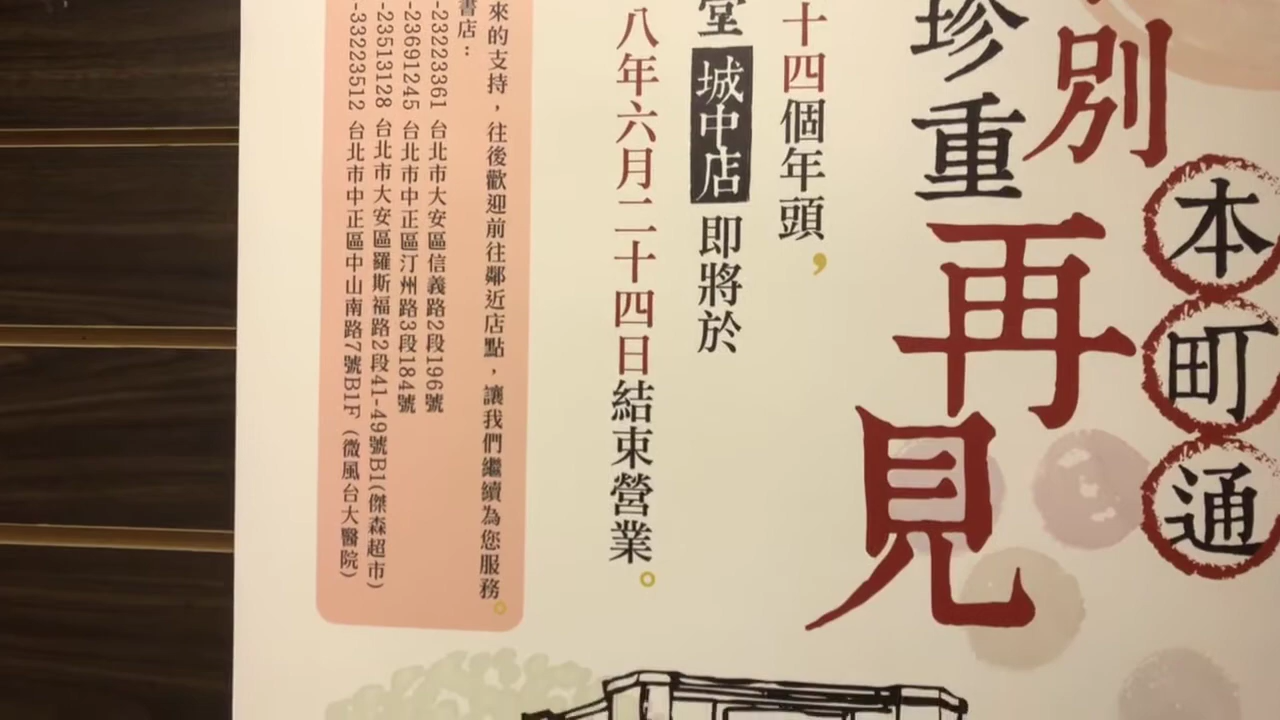 本町通
別
珍重
再見
十四個年頭，
堂 城中店 即將於
八年六月二十四日結束營業。
來的支持，往後歡迎前往鄰近店點，讓我們繼續為您服務。
書店：
-23223361 台北市大安區信義路2段196號
-23691245 台北市中正區汀州路3段184號
-23513128 台北市大安區羅斯福路2段41-49號B1(傑森超市)
-33223512 台北市中正區中山南路7號B1F (微風台大醫院)